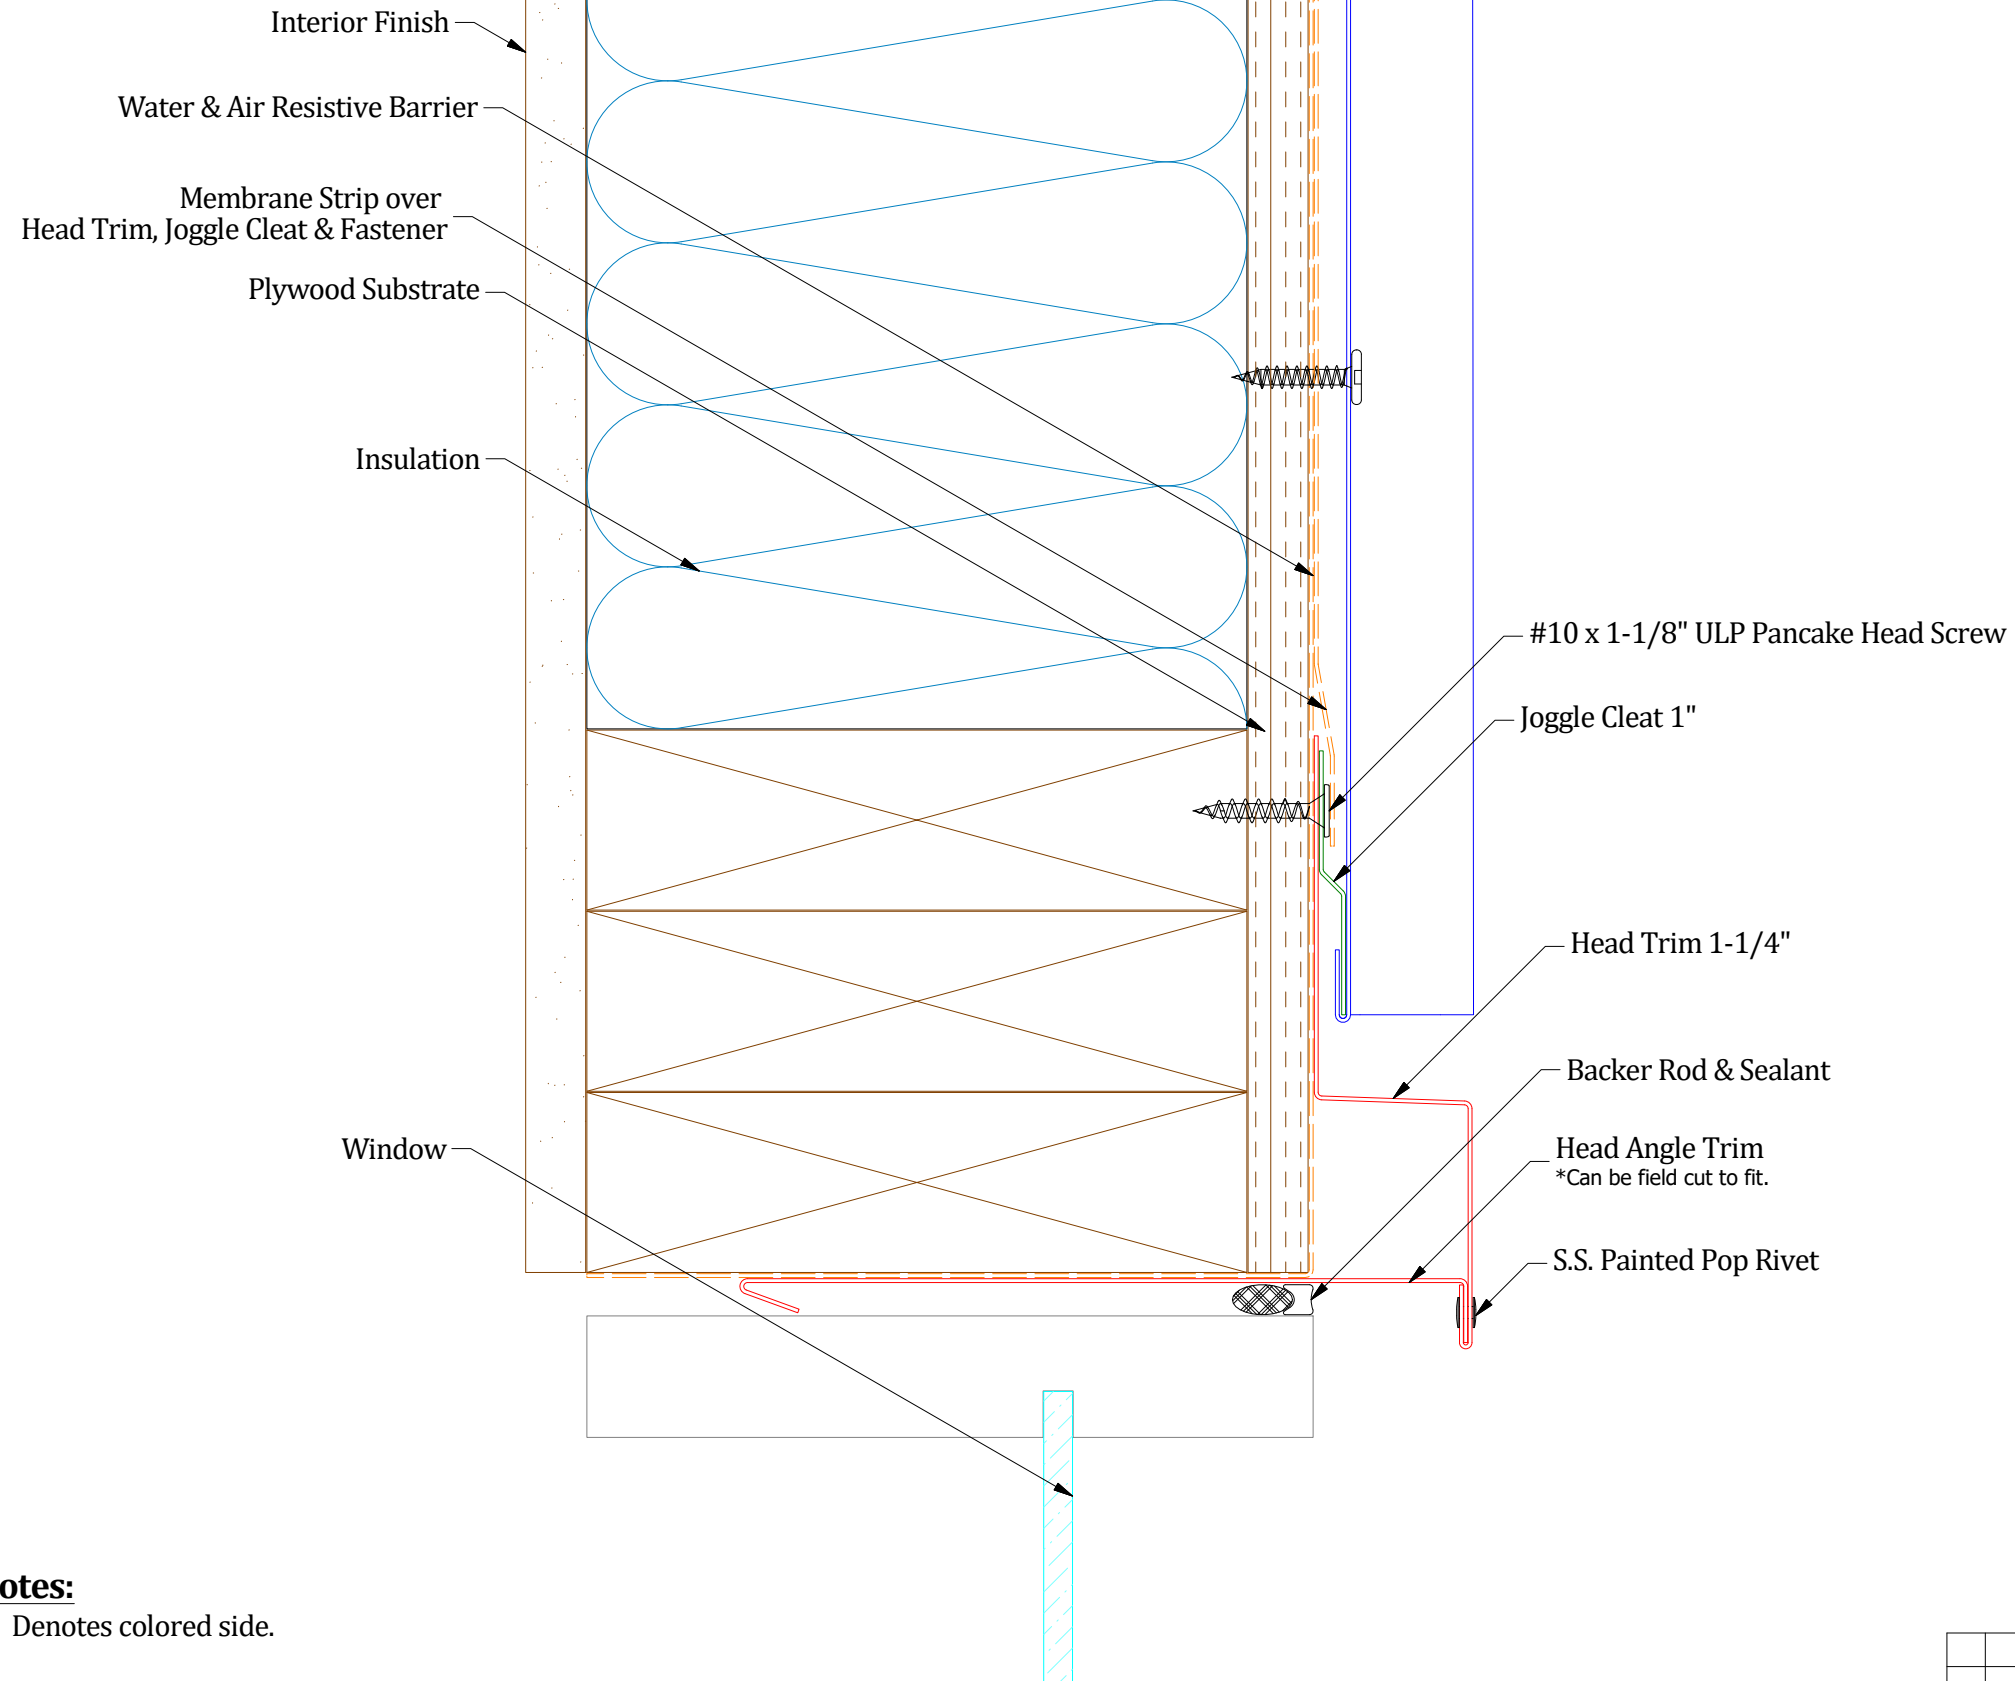 Interior Finish
Water & Air Resistive Barrier
Membrane Strip over
Head Trim, Joggle Cleat & Fastener
Plywood Substrate
Insulation
#10 x 1-1/8" ULP Pancake Head Screw
Joggle Cleat 1"
Head Trim 1-1/4"
Backer Rod & Sealant
Window
Head Angle Trim
*Can be field cut to fit.
S.S. Painted Pop Rivet
otes:
Denotes colored side.